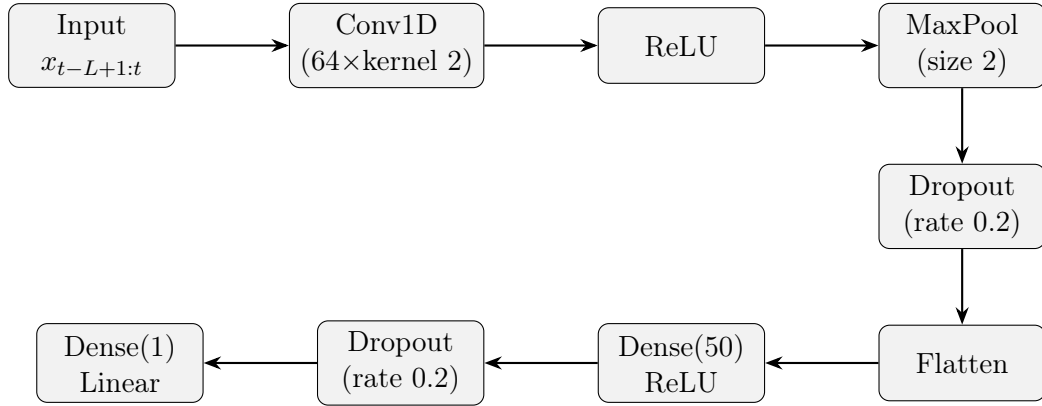 Input
x_{t−L+1:t}
Conv1D
(64×kernel 2)
ReLU
MaxPool
(size 2)
Dropout
(rate 0.2)
Flatten
Dense(50)
ReLU
Dropout
(rate 0.2)
Dense(1)
Linear